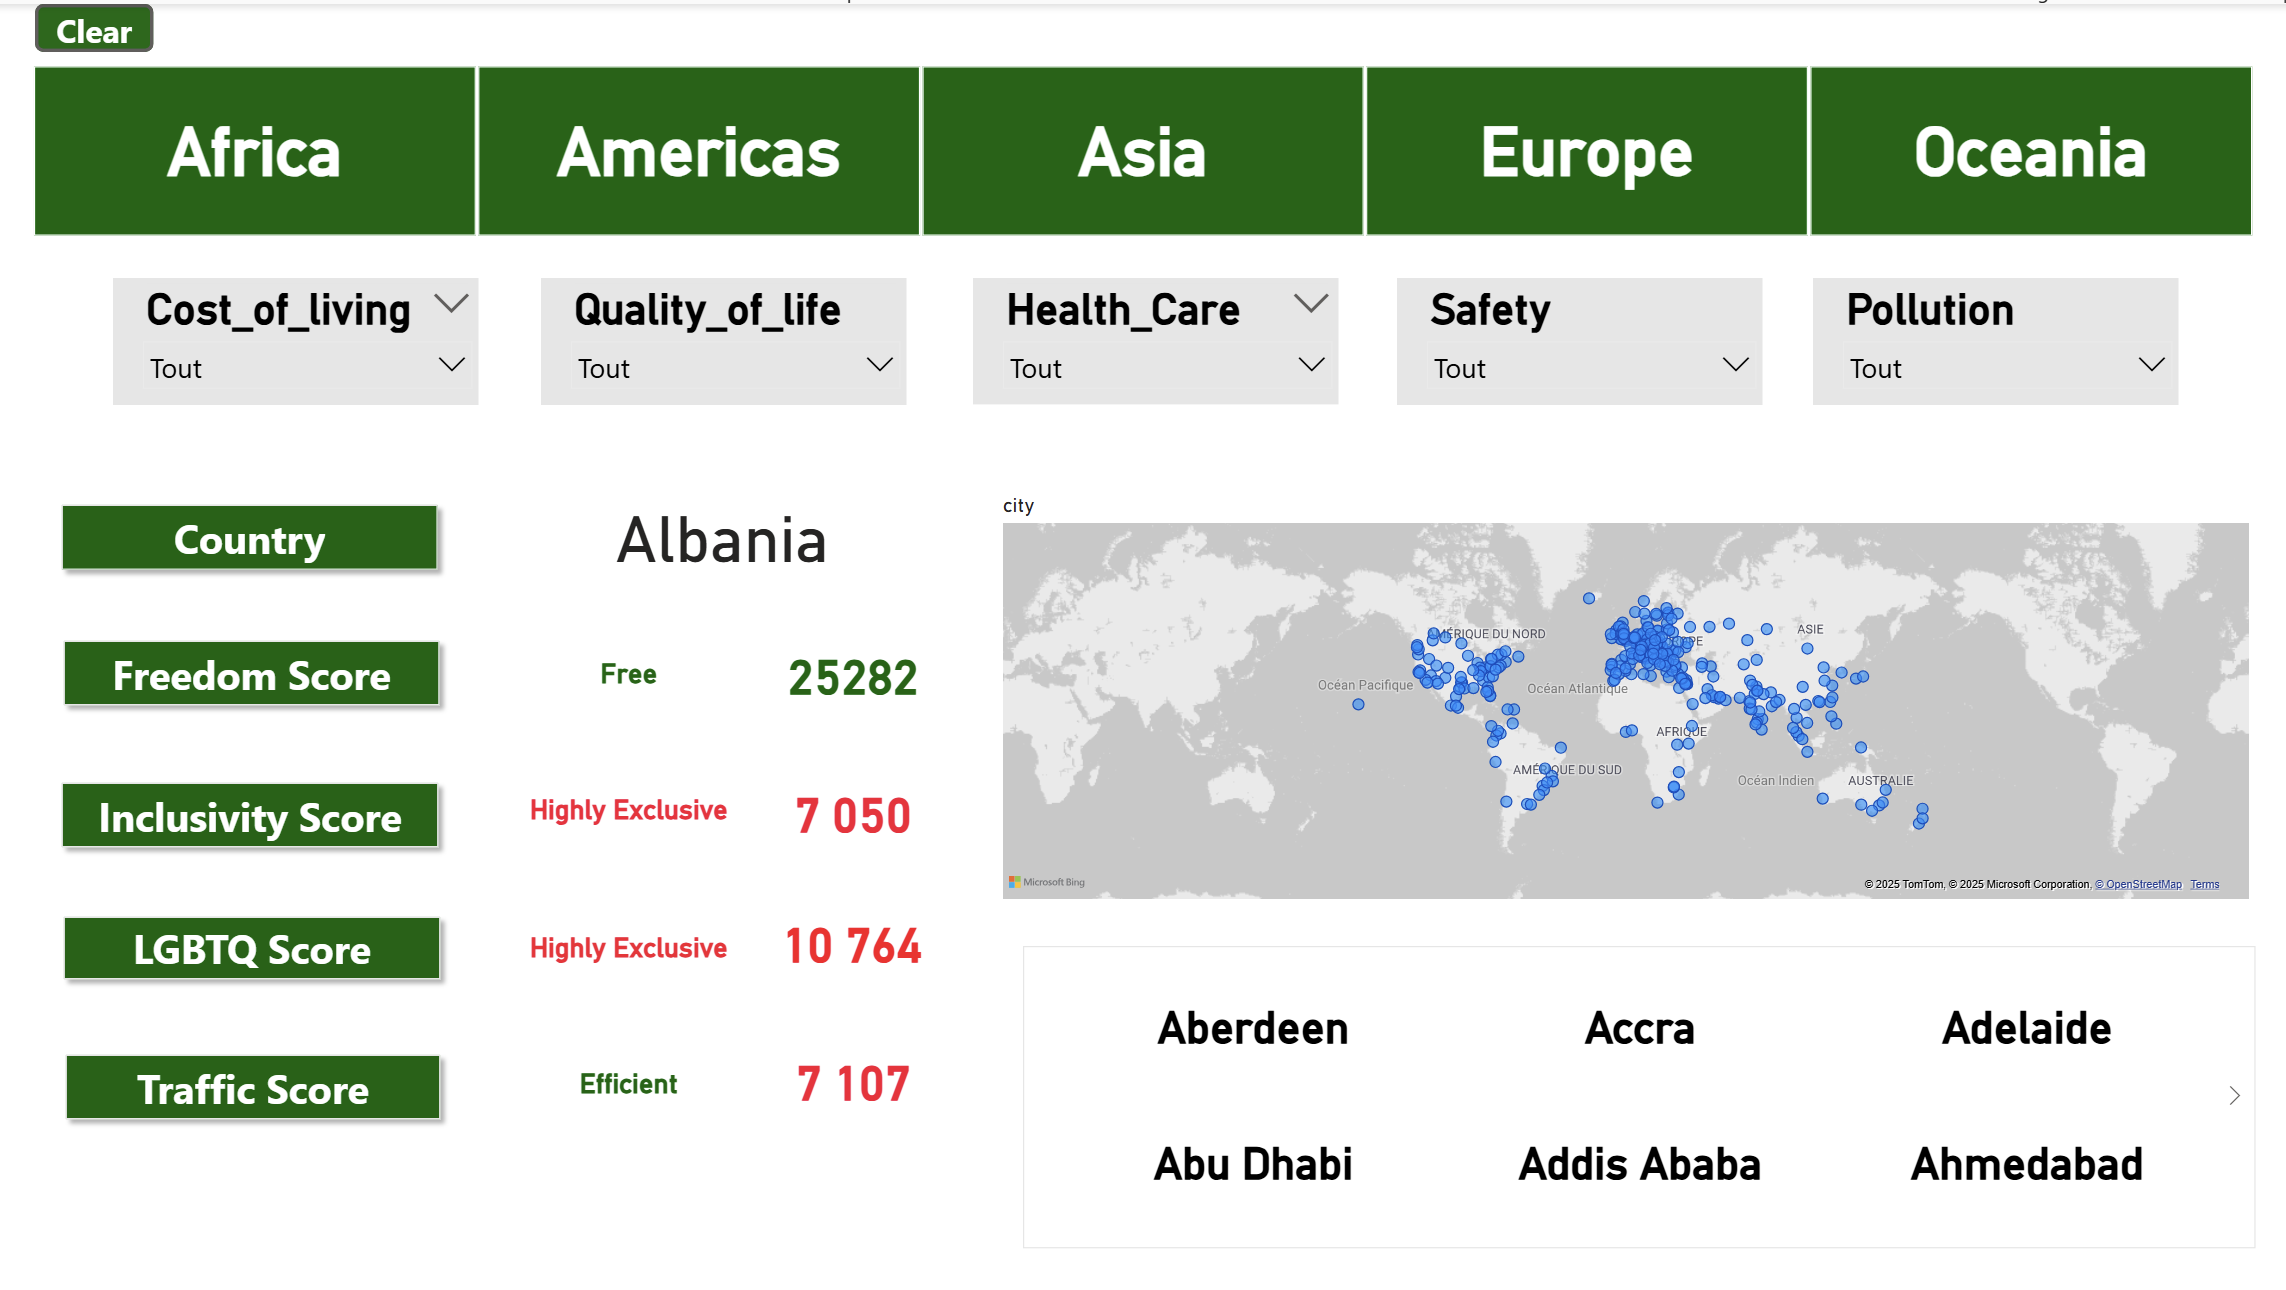 Clear
Africa
Americas
Asia
Europe
Oceania
Cost_of_living
Tout
Quality_of_life
Tout
Health_Care
Tout
Safety
Tout
Pollution
Tout
Country
Albania
Freedom Score
Free
25282
Inclusivity Score
Highly Exclusive
7 050
LGBTQ Score
Highly Exclusive
10 764
Traffic Score
Efficient
7 107
city
AMÉRIQUE DU NORD
ASIE
Océan Pacifique
Océan Atlantique
AFRIQUE
AMÉRIQUE DU SUD
Océan Indien
AUSTRALIE
Microsoft Bing
© 2025 TomTom, © 2025 Microsoft Corporation, © OpenStreetMap Terms
Aberdeen
Accra
Adelaide
Abu Dhabi
Addis Ababa
Ahmedabad